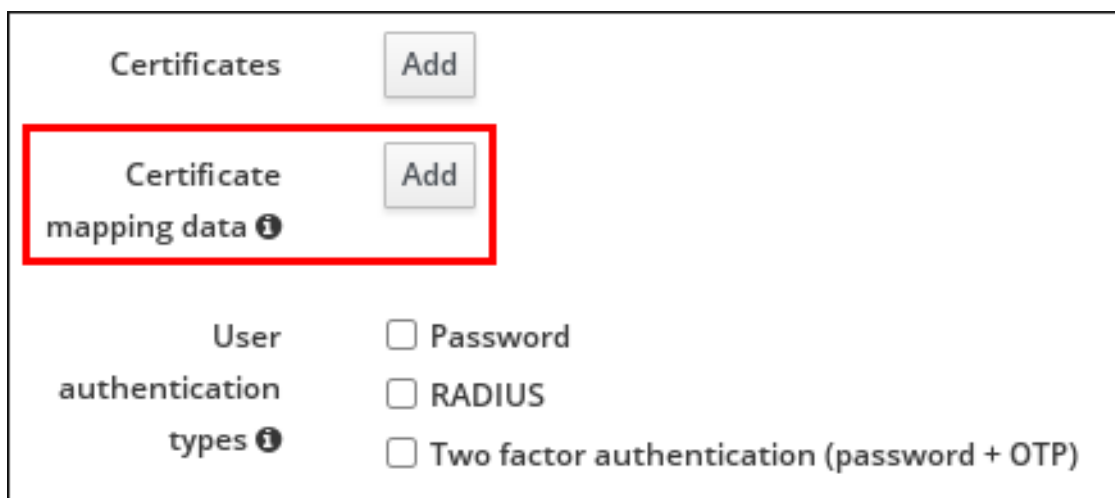 Certificates Add
Certificate Add
mapping data
User Password
authentication RADIUS
types Two factor authentication (password + OTP)